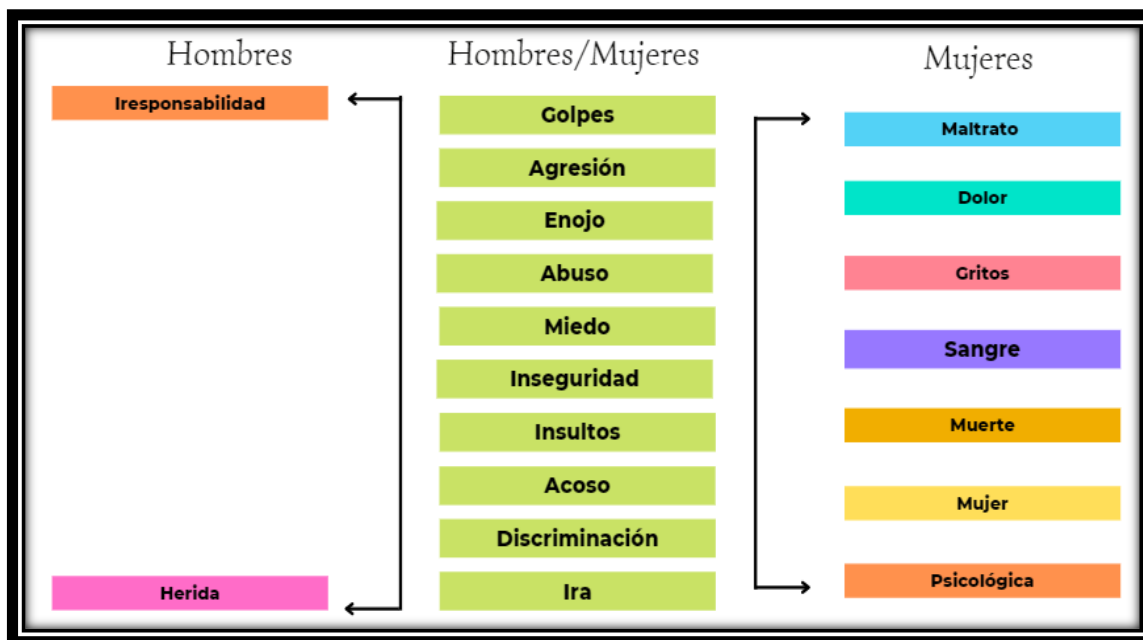 Hombres
Iresponsabilidad
Herida
Hombres/Mujeres
Golpes
Agresión
Enojo
Abuso
Miedo
Inseguridad
Insultos
Acoso
Discriminación
Ira
Mujeres
Maltrato
Dolor
Gritos
Sangre
Muerte
Mujer
Psicológica